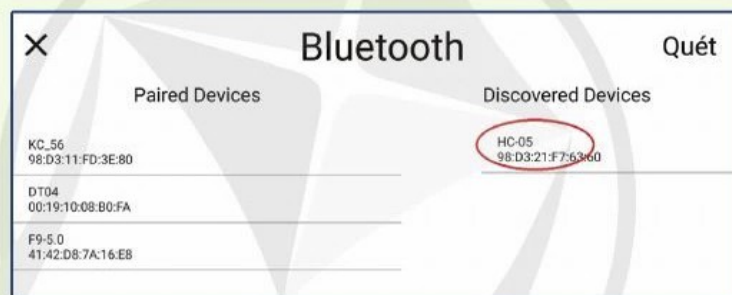 Bluetooth
Quét
Paired Devices
Discovered Devices
KC_56
98:D3:11:FD:3E:80
DT04
00:19:10:08:B0:FA
F9-5.0
41:42:D8:7A:16:E8
HC-05
98:D3:21:F7:63:60